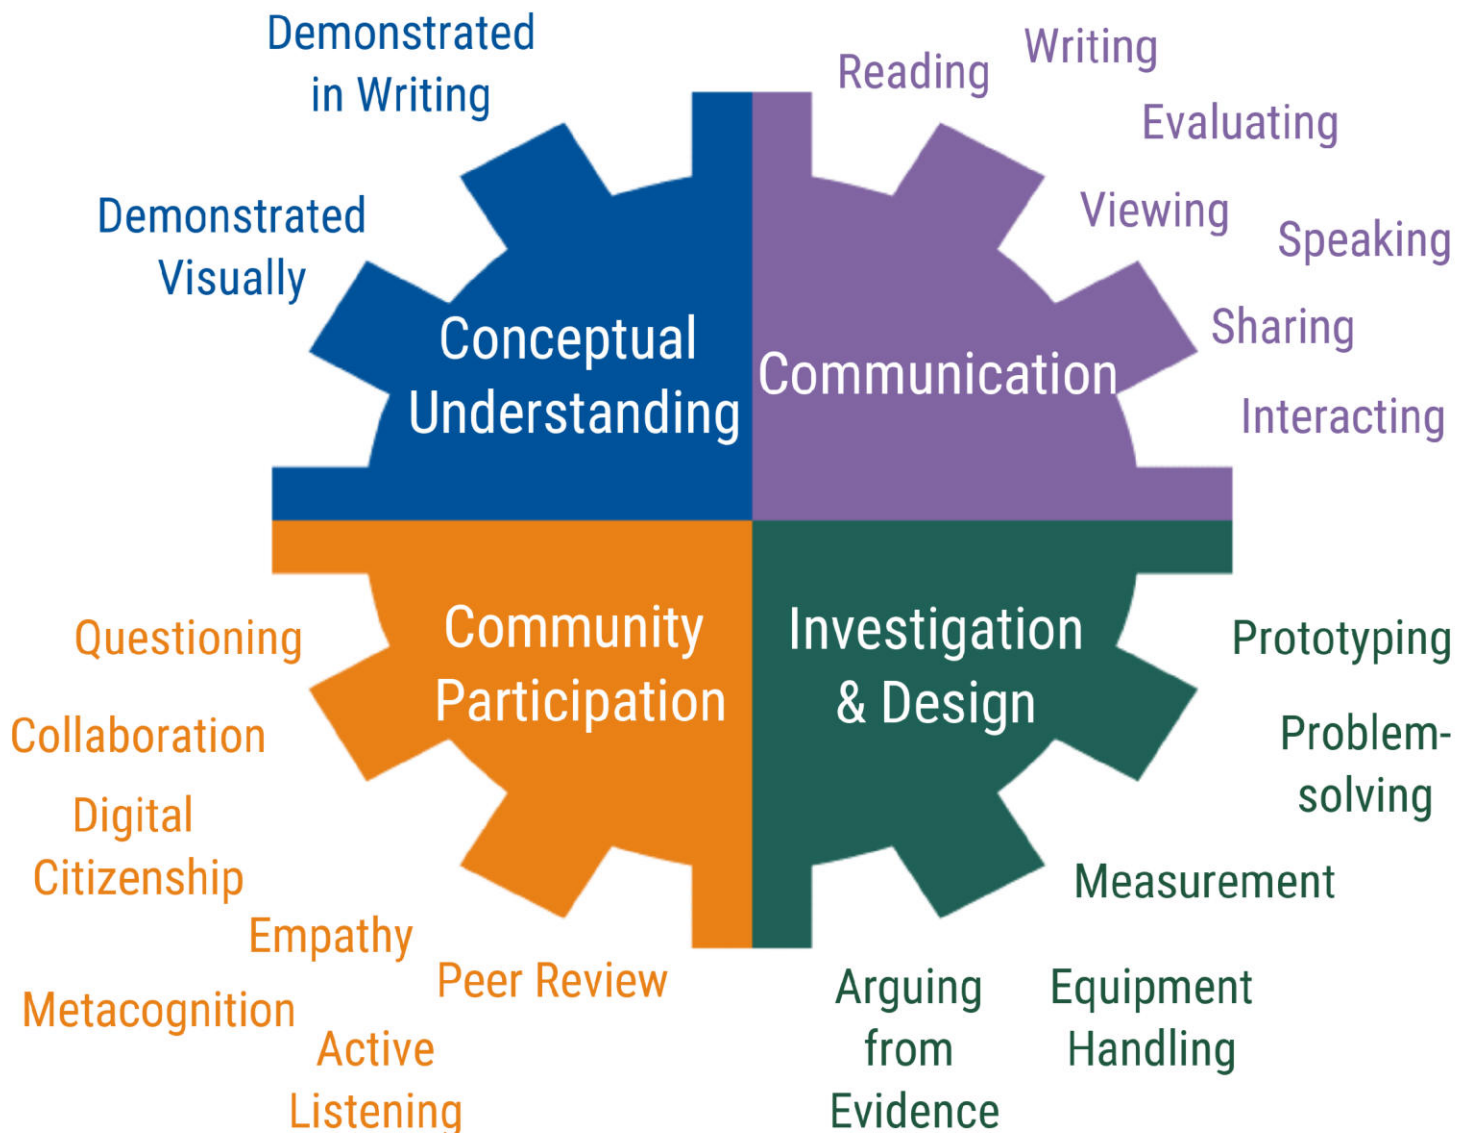 Demonstrated
in Writing
Demonstrated
Visually
Conceptual
Understanding
Reading
Writing
Evaluating
Viewing
Speaking
Sharing
Interacting
Communication
Questioning
Collaboration
Digital
Citizenship
Empathy
Metacognition
Peer Review
Active
Listening
Community
Participation
Investigation
& Design
Prototyping
Problem-
solving
Measurement
Arguing
from
Evidence
Equipment
Handling